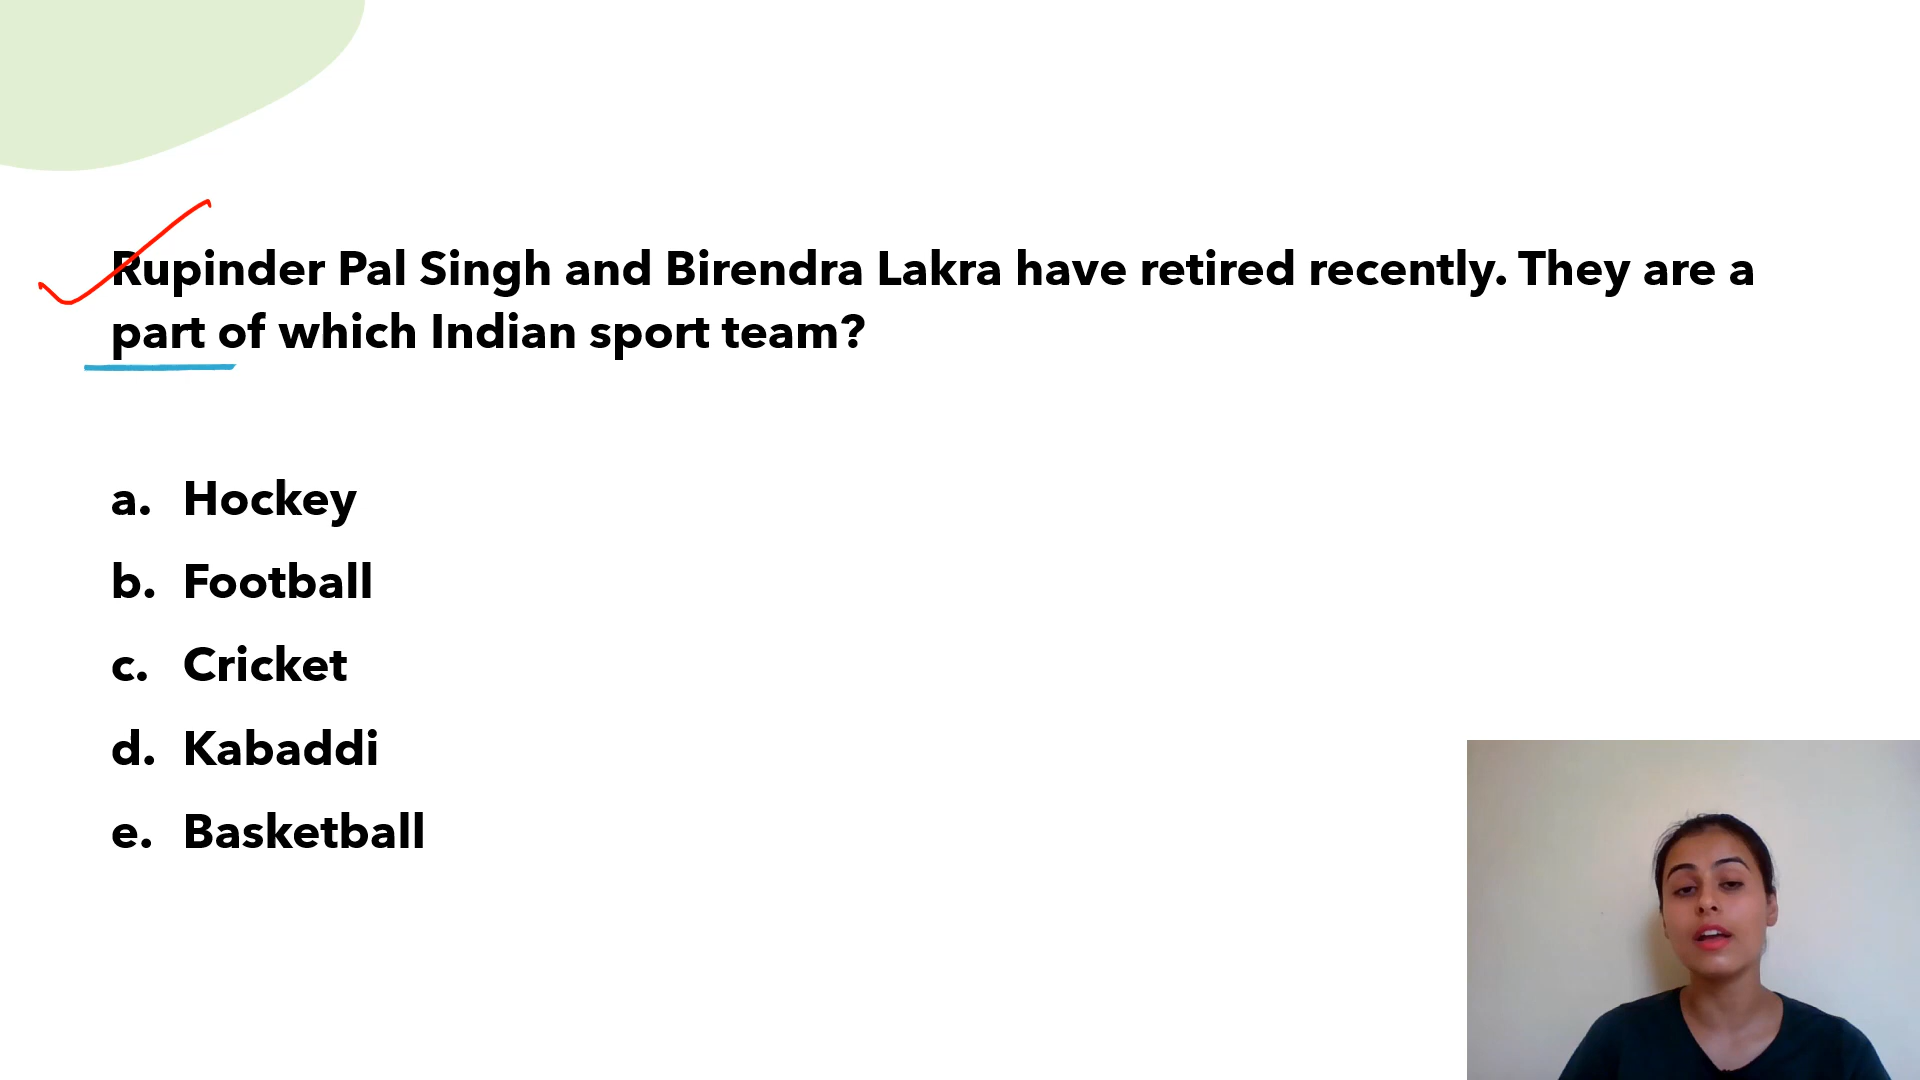 Rupinder Pal Singh and Birendra Lakra have retired recently. They are a
part of which Indian sport team?
a. Hockey
b. Football
c. Cricket
d. Kabaddi
e. Basketball